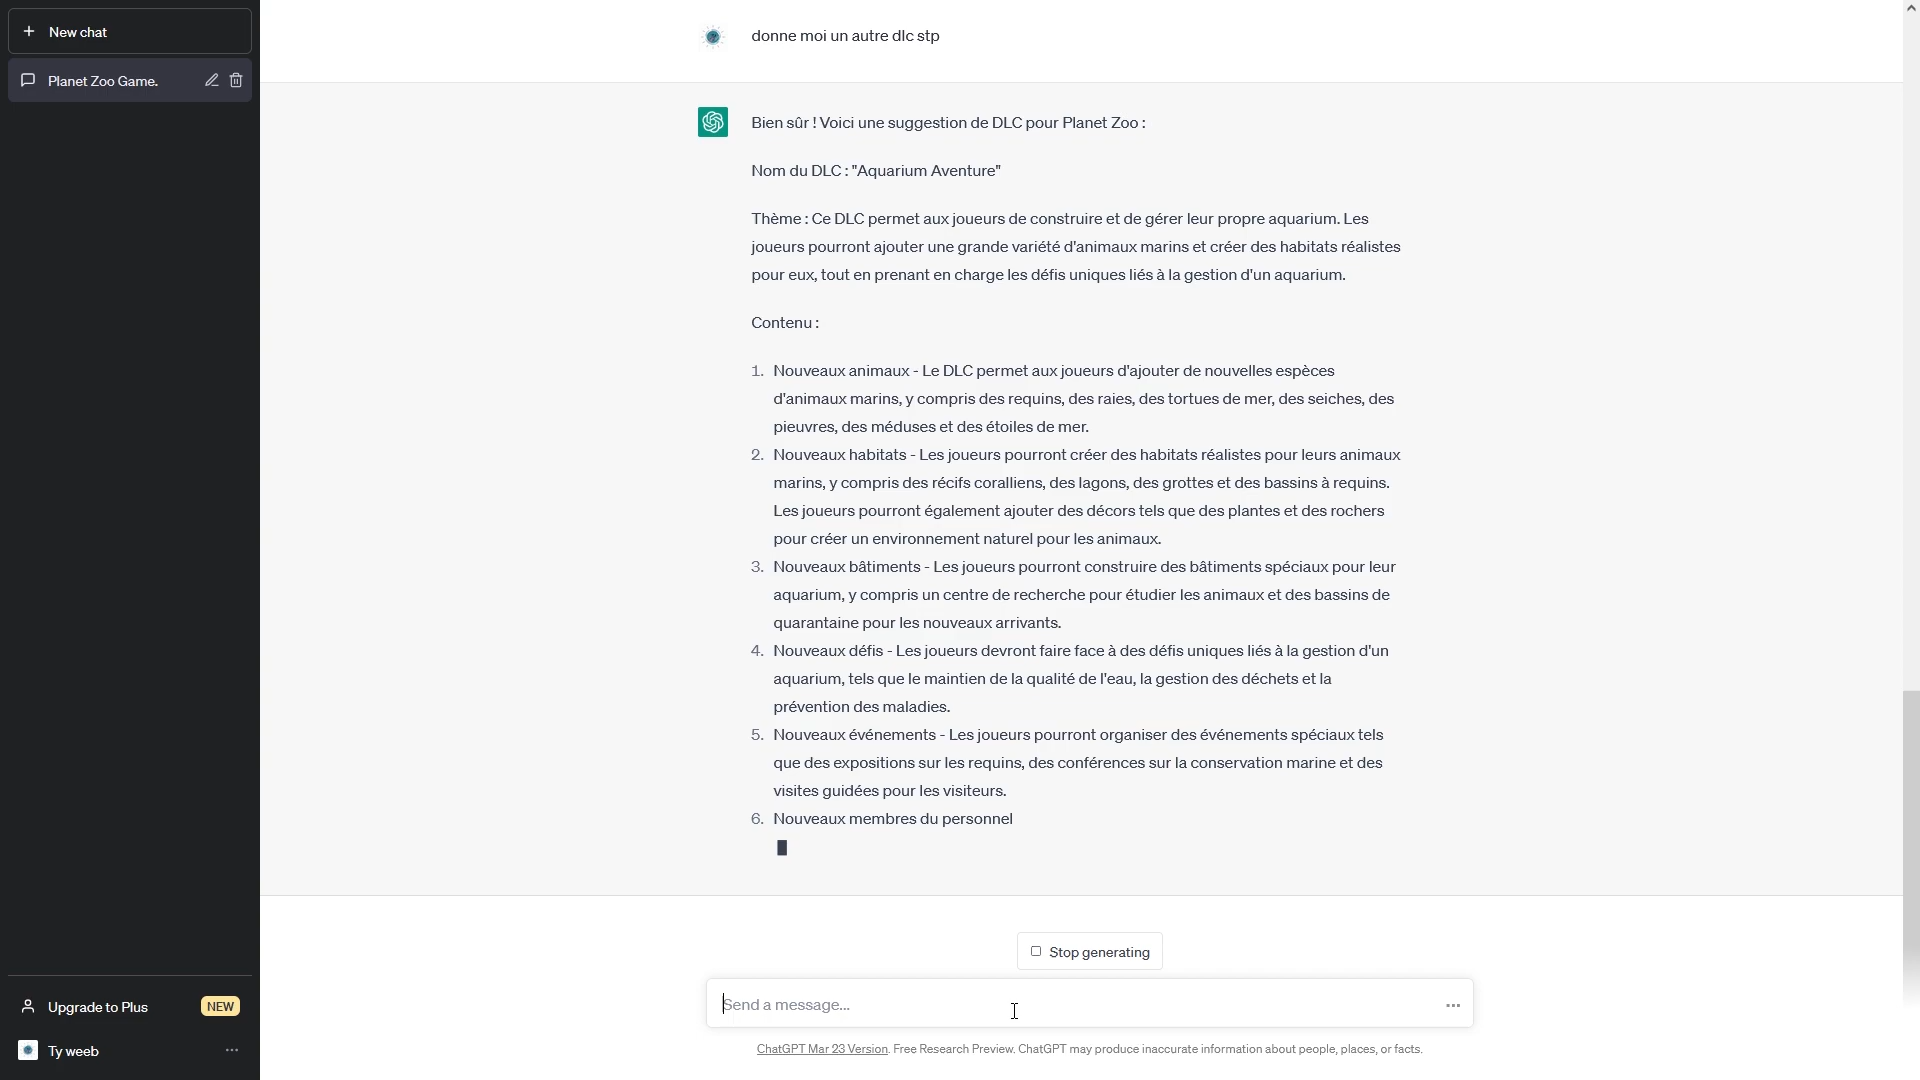 New chat
Planet Zoo Game.
donne moi un autre dlc stp
Bien sûr ! Voici une suggestion de DLC pour Planet Zoo :
Nom du DLC : "Aquarium Aventure"
Thème : Ce DLC permet aux joueurs de construire et de gérer leur propre aquarium. Les
joueurs pourront ajouter une grande variété d'animaux marins et créer des habitats réalistes
pour eux, tout en prenant en charge les défis uniques liés à la gestion d'un aquarium.
Contenu :
1. Nouveaux animaux - Le DLC permet aux joueurs d'ajouter de nouvelles espèces
d'animaux marins, y compris des requins, des raies, des tortues de mer, des seiches, des
pieuvres, des méduses et des étoiles de mer.
2. Nouveaux habitats - Les joueurs pourront créer des habitats réalistes pour leurs animaux
marins, y compris des récifs coralliens, des lagons, des grottes et des bassins à requins.
Les joueurs pourront également ajouter des décors tels que des plantes et des rochers
pour créer un environnement naturel pour les animaux.
3. Nouveaux bâtiments - Les joueurs pourront construire des bâtiments spéciaux pour leur
aquarium, y compris un centre de recherche pour étudier les animaux et des bassins de
quarantaine pour les nouveaux arrivants.
4. Nouveaux défis - Les joueurs devront faire face à des défis uniques liés à la gestion d'un
aquarium, tels que le maintien de la qualité de l'eau, la gestion des déchets et la
prévention des maladies.
5. Nouveaux événements - Les joueurs pourront organiser des événements spéciaux tels
que des expositions sur les requins, des conférences sur la conservation marine et des
visites guidées pour les visiteurs.
6. Nouveaux membres du personnel
Stop generating
Send a message...
ChatGPT Mar 23 Version. Free Research Preview. ChatGPT may produce inaccurate information about people, places, or facts.
Upgrade to Plus NEW
Ty weeb